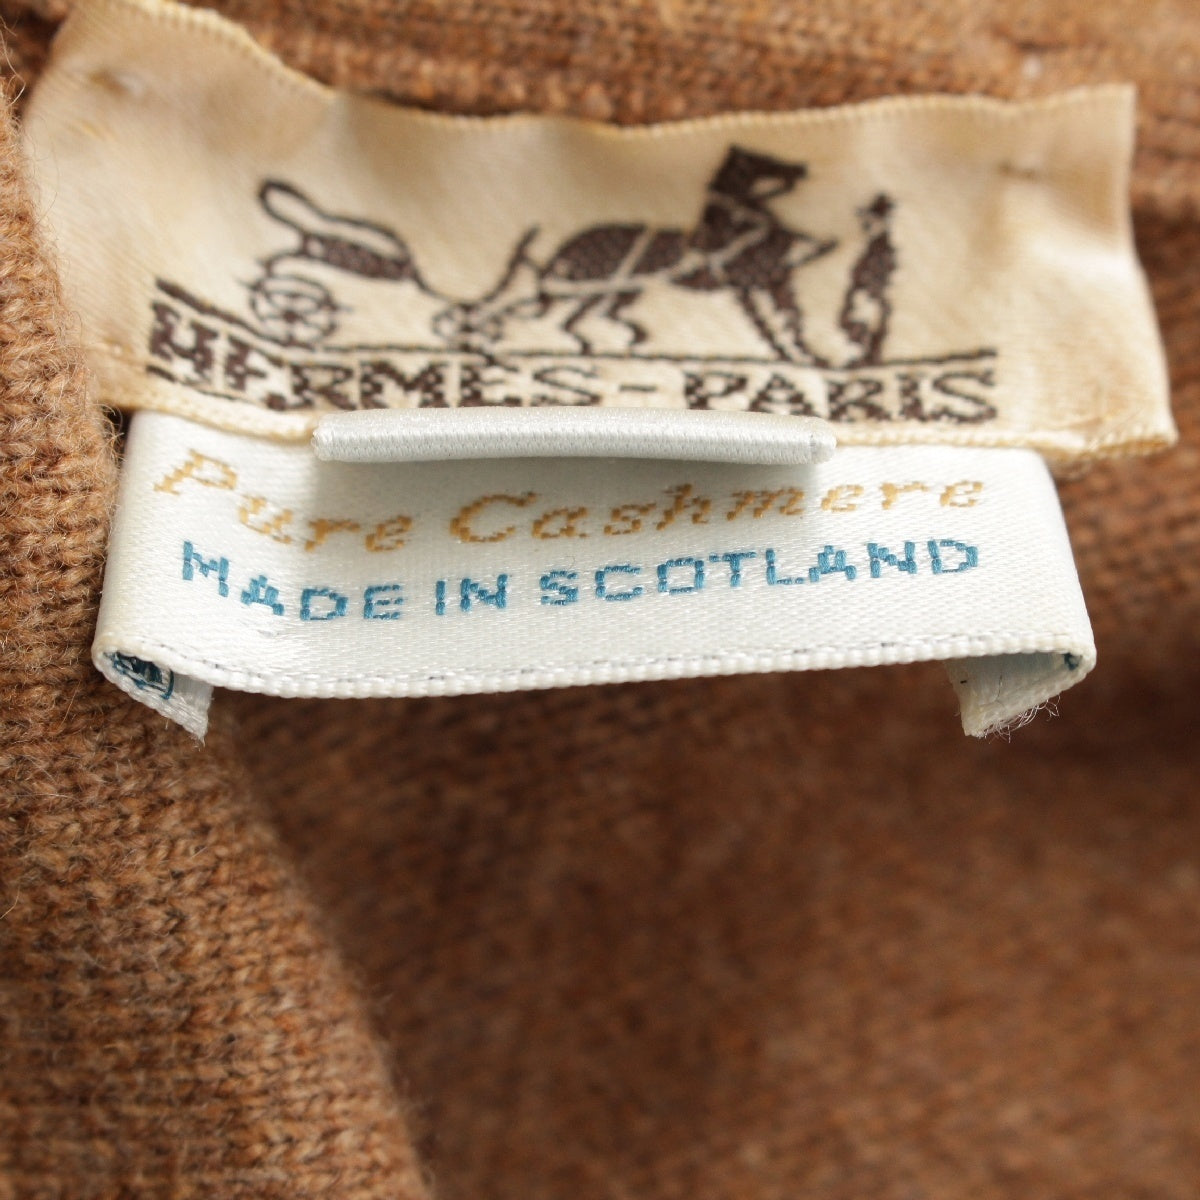 HERMES-PARIS
Pure Cashmere
MADE IN SCOTLAND